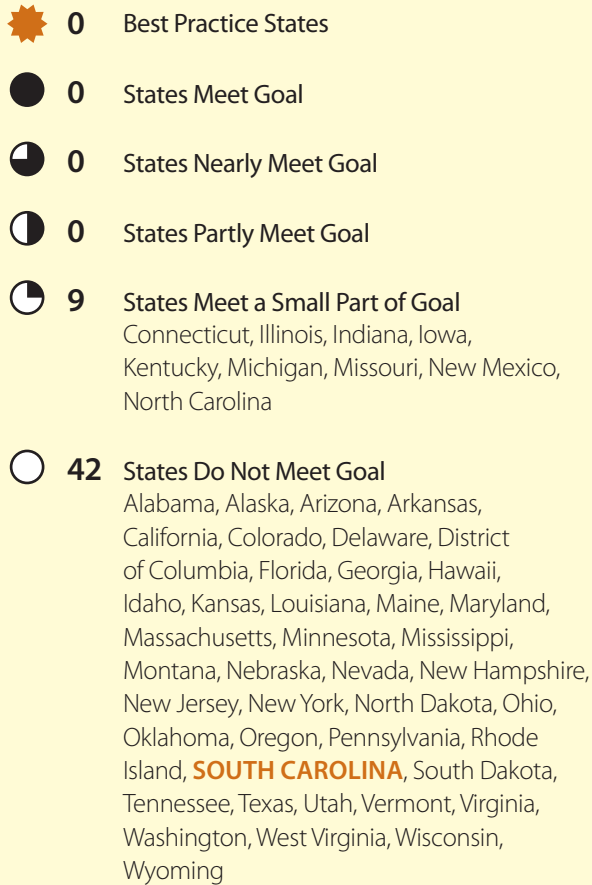 0 Best Practice States
0 States Meet Goal
0 States Nearly Meet Goal
0 States Partly Meet Goal
9 States Meet a Small Part of Goal
Connecticut, Illinois, Indiana, Iowa,
Kentucky, Michigan, Missouri, New Mexico,
North Carolina
42 States Do Not Meet Goal
Alabama, Alaska, Arizona, Arkansas,
California, Colorado, Delaware, District
of Columbia, Florida, Georgia, Hawaii,
Idaho, Kansas, Louisiana, Maine, Maryland,
Massachusetts, Minnesota, Mississippi,
Montana, Nebraska, Nevada, New Hampshire,
New Jersey, New York, North Dakota, Ohio,
Oklahoma, Oregon, Pennsylvania, Rhode
Island, SOUTH CAROLINA, South Dakota,
Tennessee, Texas, Utah, Vermont, Virginia,
Washington, West Virginia, Wisconsin,
Wyoming